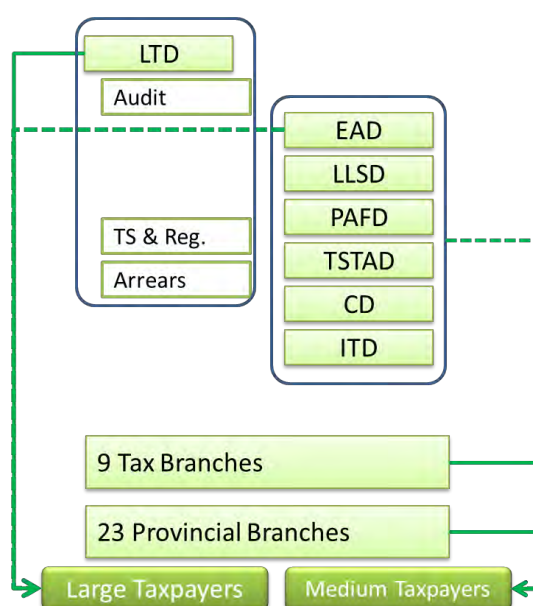 LTD
Audit
TS & Reg.
Arrears
EAD
LLSD
PAFD
TSTAD
CD
ITD
9 Tax Branches
23 Provincial Branches
Large Taxpayers
Medium Taxpayers